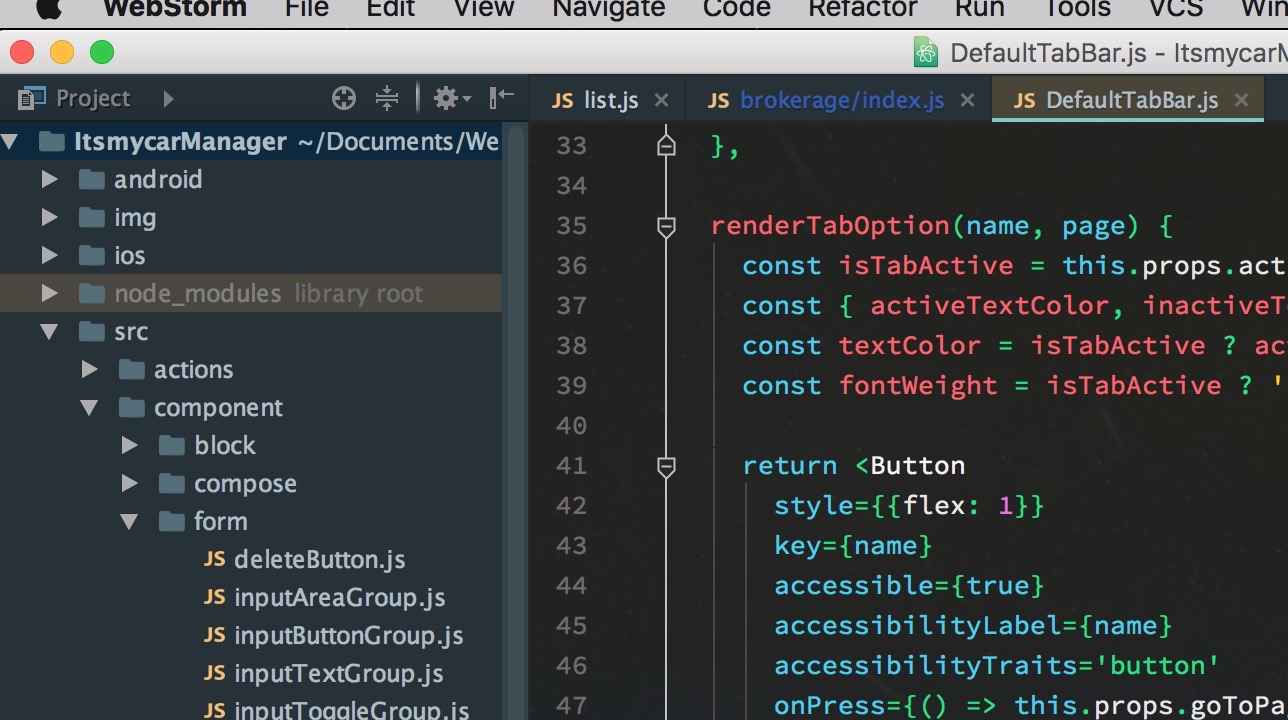 WebStorm File Edit View Navigate Code Refactor Run Tools VCS
DefaultTabBar.js - ItsmycarM
Project
list.js
brokerage/index.js
DefaultTabBar.js
ItsmycarManager ~/Documents/We
android
img
ios
node_modules library root
src
actions
component
block
compose
form
JS deleteButton.js
JS inputAreaGroup.js
JS inputButtonGroup.js
JS inputTextGroup.js
JS inputToggleGroup.js
33 },
34
35 renderTabOption(name, page) {
36 const isTabActive = this.props.act
37 const { activeTextColor, inactiveT
38 const textColor = isTabActive ? ac
39 const fontWeight = isTabActive ? '
40
41 return <Button
42 style={{flex: 1}}
43 key={name}
44 accessible={true}
45 accessibilityLabel={name}
46 accessibilityTraits='button'
47 onPress={() => this.props.goToPa